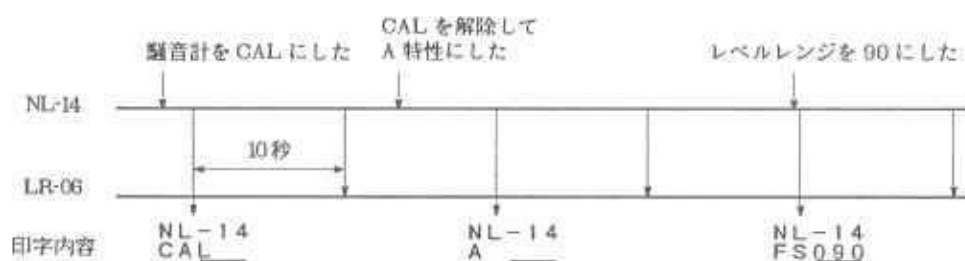 騒音計を CAL にした
CAL を解除して
A 特性にした
レベルレンジを 90 にした
NL-14
10秒
LR-06
印字内容
NL-14
CAL
NL-14
A
NL-14
FS090